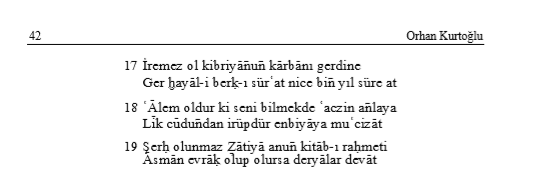 42 Orhan Kurtoğlu
17 İremez ol kibriyānuñ kārbānı gerdine
Ger ḫayāl-i berḳ-ı sürʿat nice biñ yıl süre at
18 ʿĀlem oldur ki seni bilmekde ʿaczin añlaya
Līk cūduñdan irüpdür enbiyāya muʿcizāt
19 Şerḥ olunmaz Ẕātiyā anuñ kitāb-ı raḥmeti
Āsmān evrāḳ olup olursa deryālar devāt